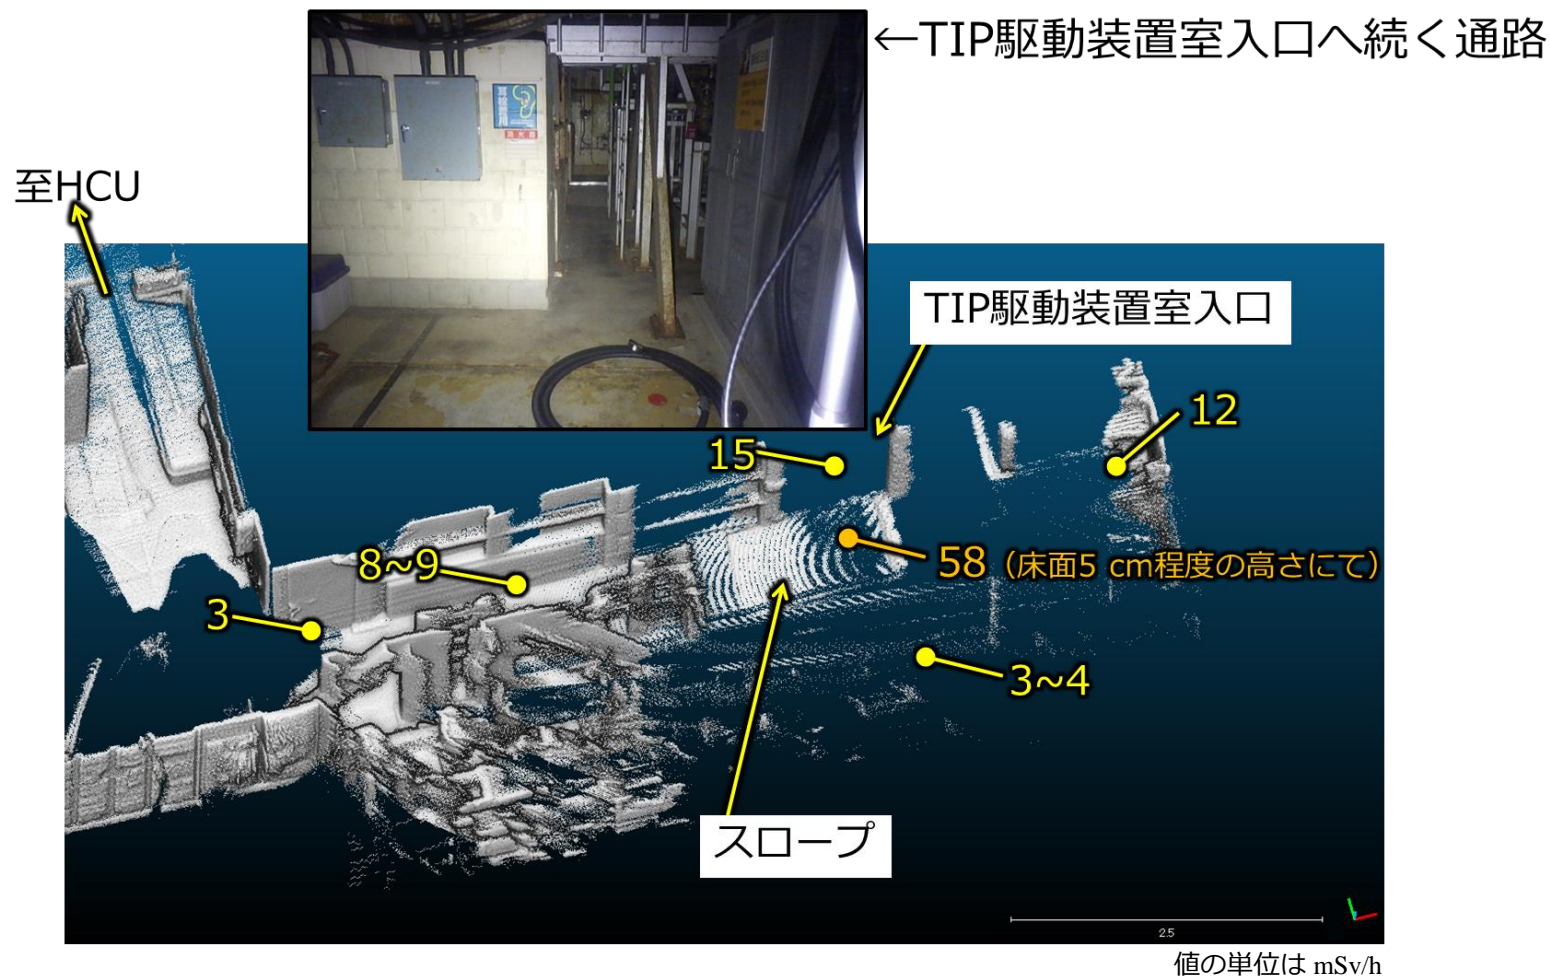 ←TIP駆動装置室入口へ続く通路
至HCU
TIP駆動装置室入口
12
15
58（床面5 cm程度の高さにて）
8~9
3
3~4
スロープ
2.5
値の単位は mSv/h